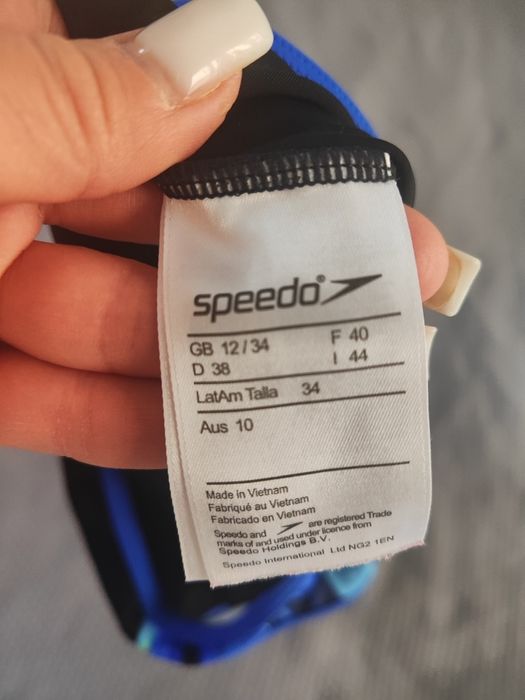 speedo®
GB 12/34 F 40
D 38 I 44
LatAm Talla 34
Aus 10
Made in Vietnam
Fabriqué au Vietnam
Fabricado en Vietnam
Speedo and are registered Trade
marks of and used under licence from
Speedo Holdings B.V.
Speedo International Ltd NG2 1EN